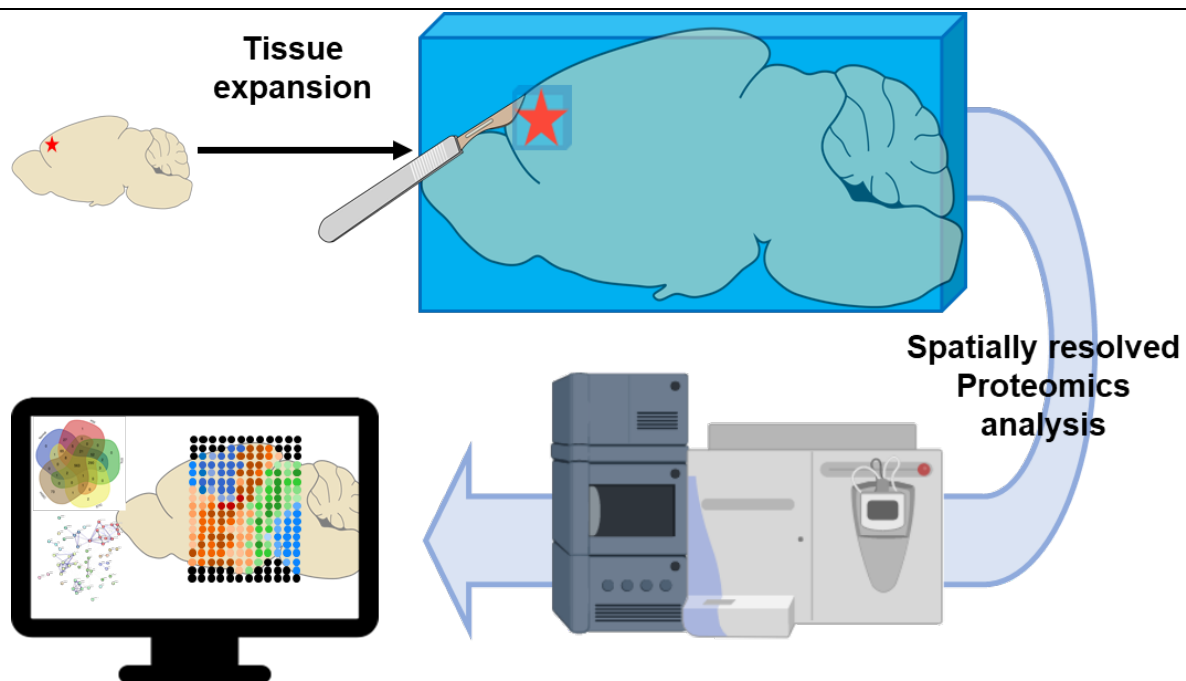 Tissue
expansion
Spatially resolved
Proteomics
analysis